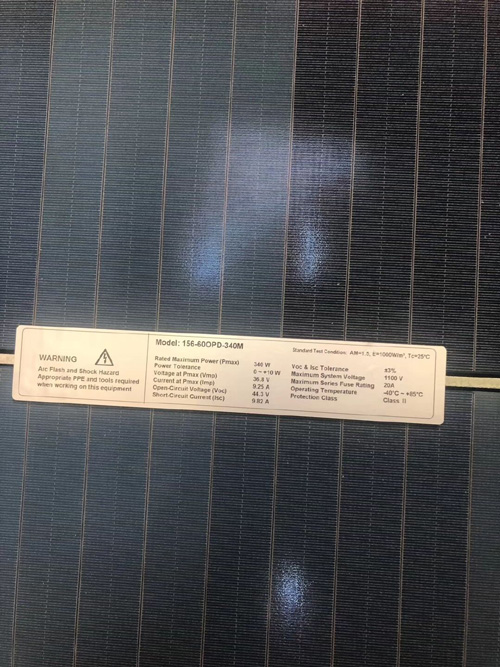 WARNING
Arc Flash and Shock Hazard
Appropriate PPE and tools required
when working on this equipment
Model: 156-60OPD-340M
Rated Maximum Power (Pmax) 340 W
Power Tolerance 0 ~ +10 W
Voltage at Pmax (Vmp) 36.8 V
Current at Pmax (Imp) 9.25 A
Open-Circuit Voltage (Voc) 44.3 V
Short-Circuit Current (Isc) 9.82 A
Standard Test Condition: E=1000W/m², Tc=25°C
Voc & Isc Tolerance ±3%
Maximum System Voltage 1100 V
Maximum Series Fuse Rating 20A
Operating Temperature -40°C ~ +85°C
Protection Class Class II